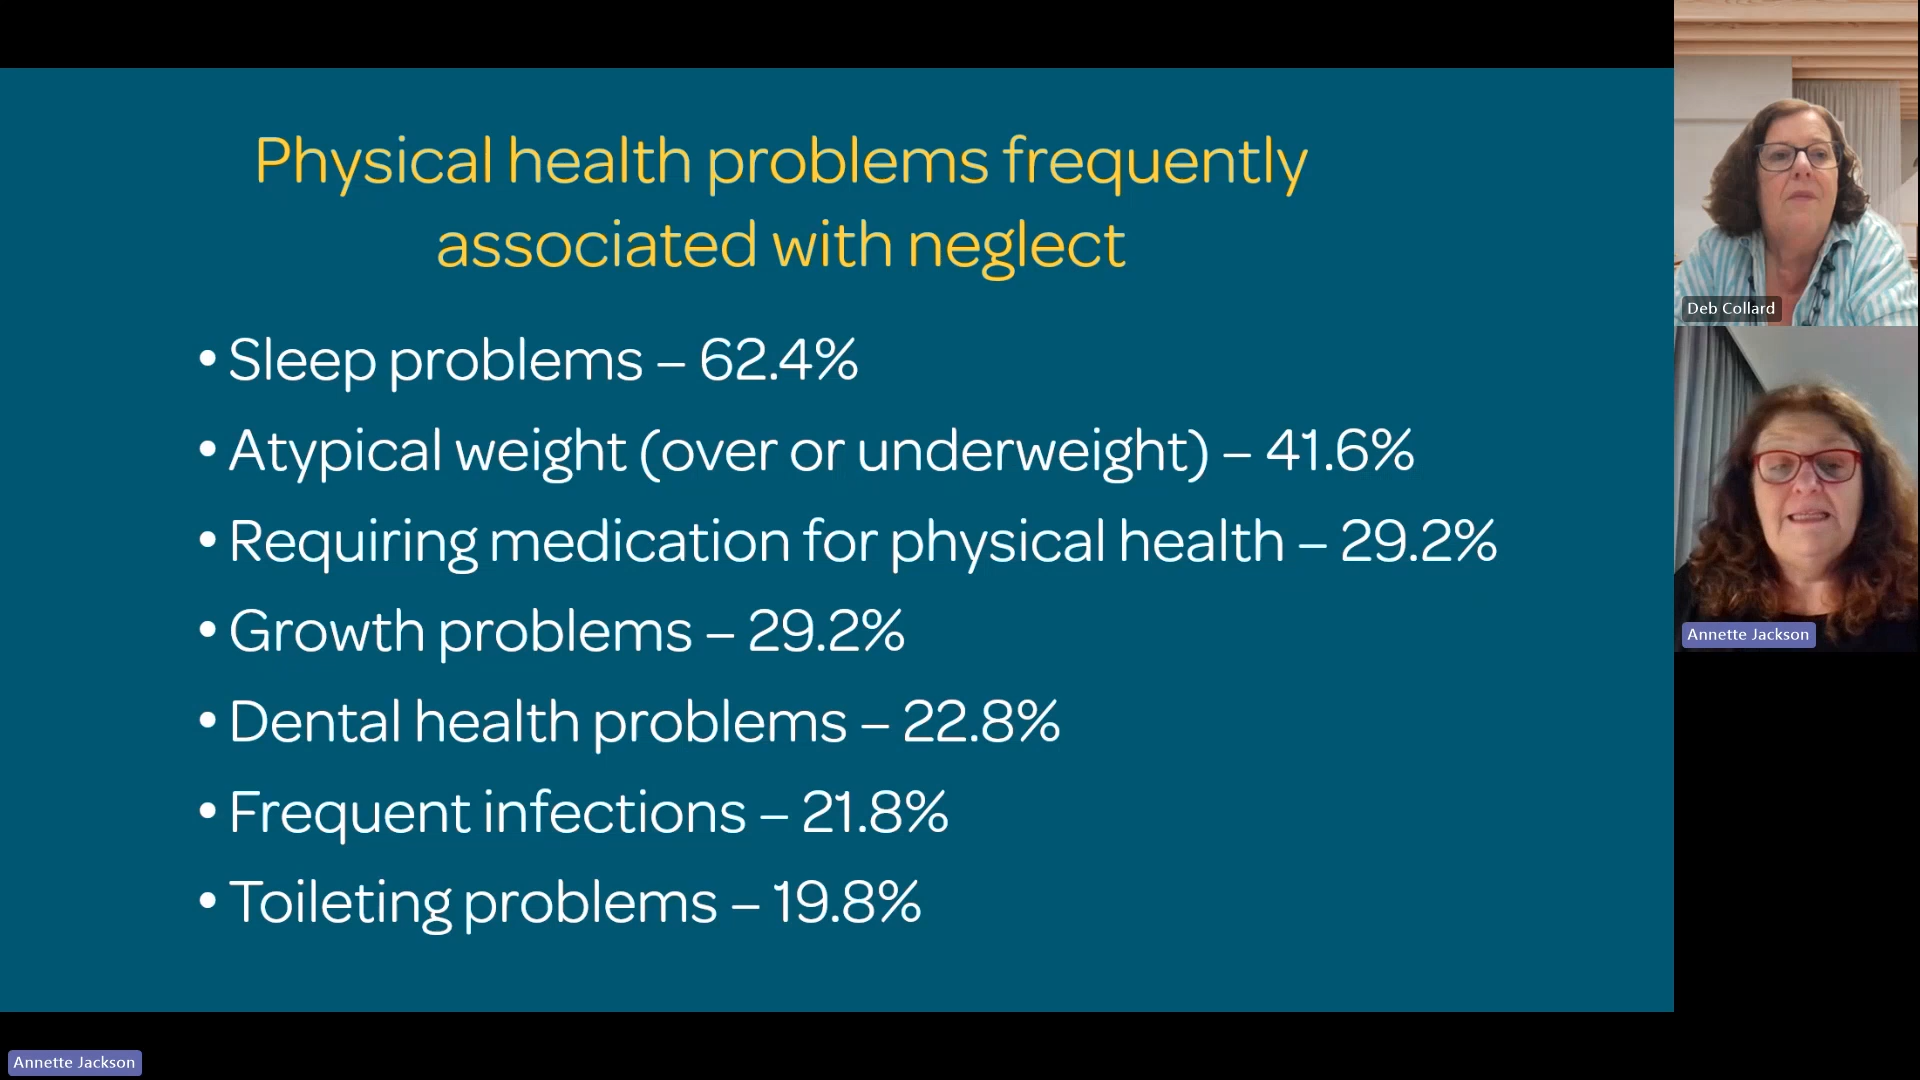 Physical health problems frequently
associated with neglect
• Sleep problems – 62.4%
• Atypical weight (over or underweight) – 41.6%
• Requiring medication for physical health – 29.2%
• Growth problems – 29.2%
• Dental health problems – 22.8%
• Frequent infections – 21.8%
• Toileting problems – 19.8%
Deb Collard
Annette Jackson
Annette Jackson